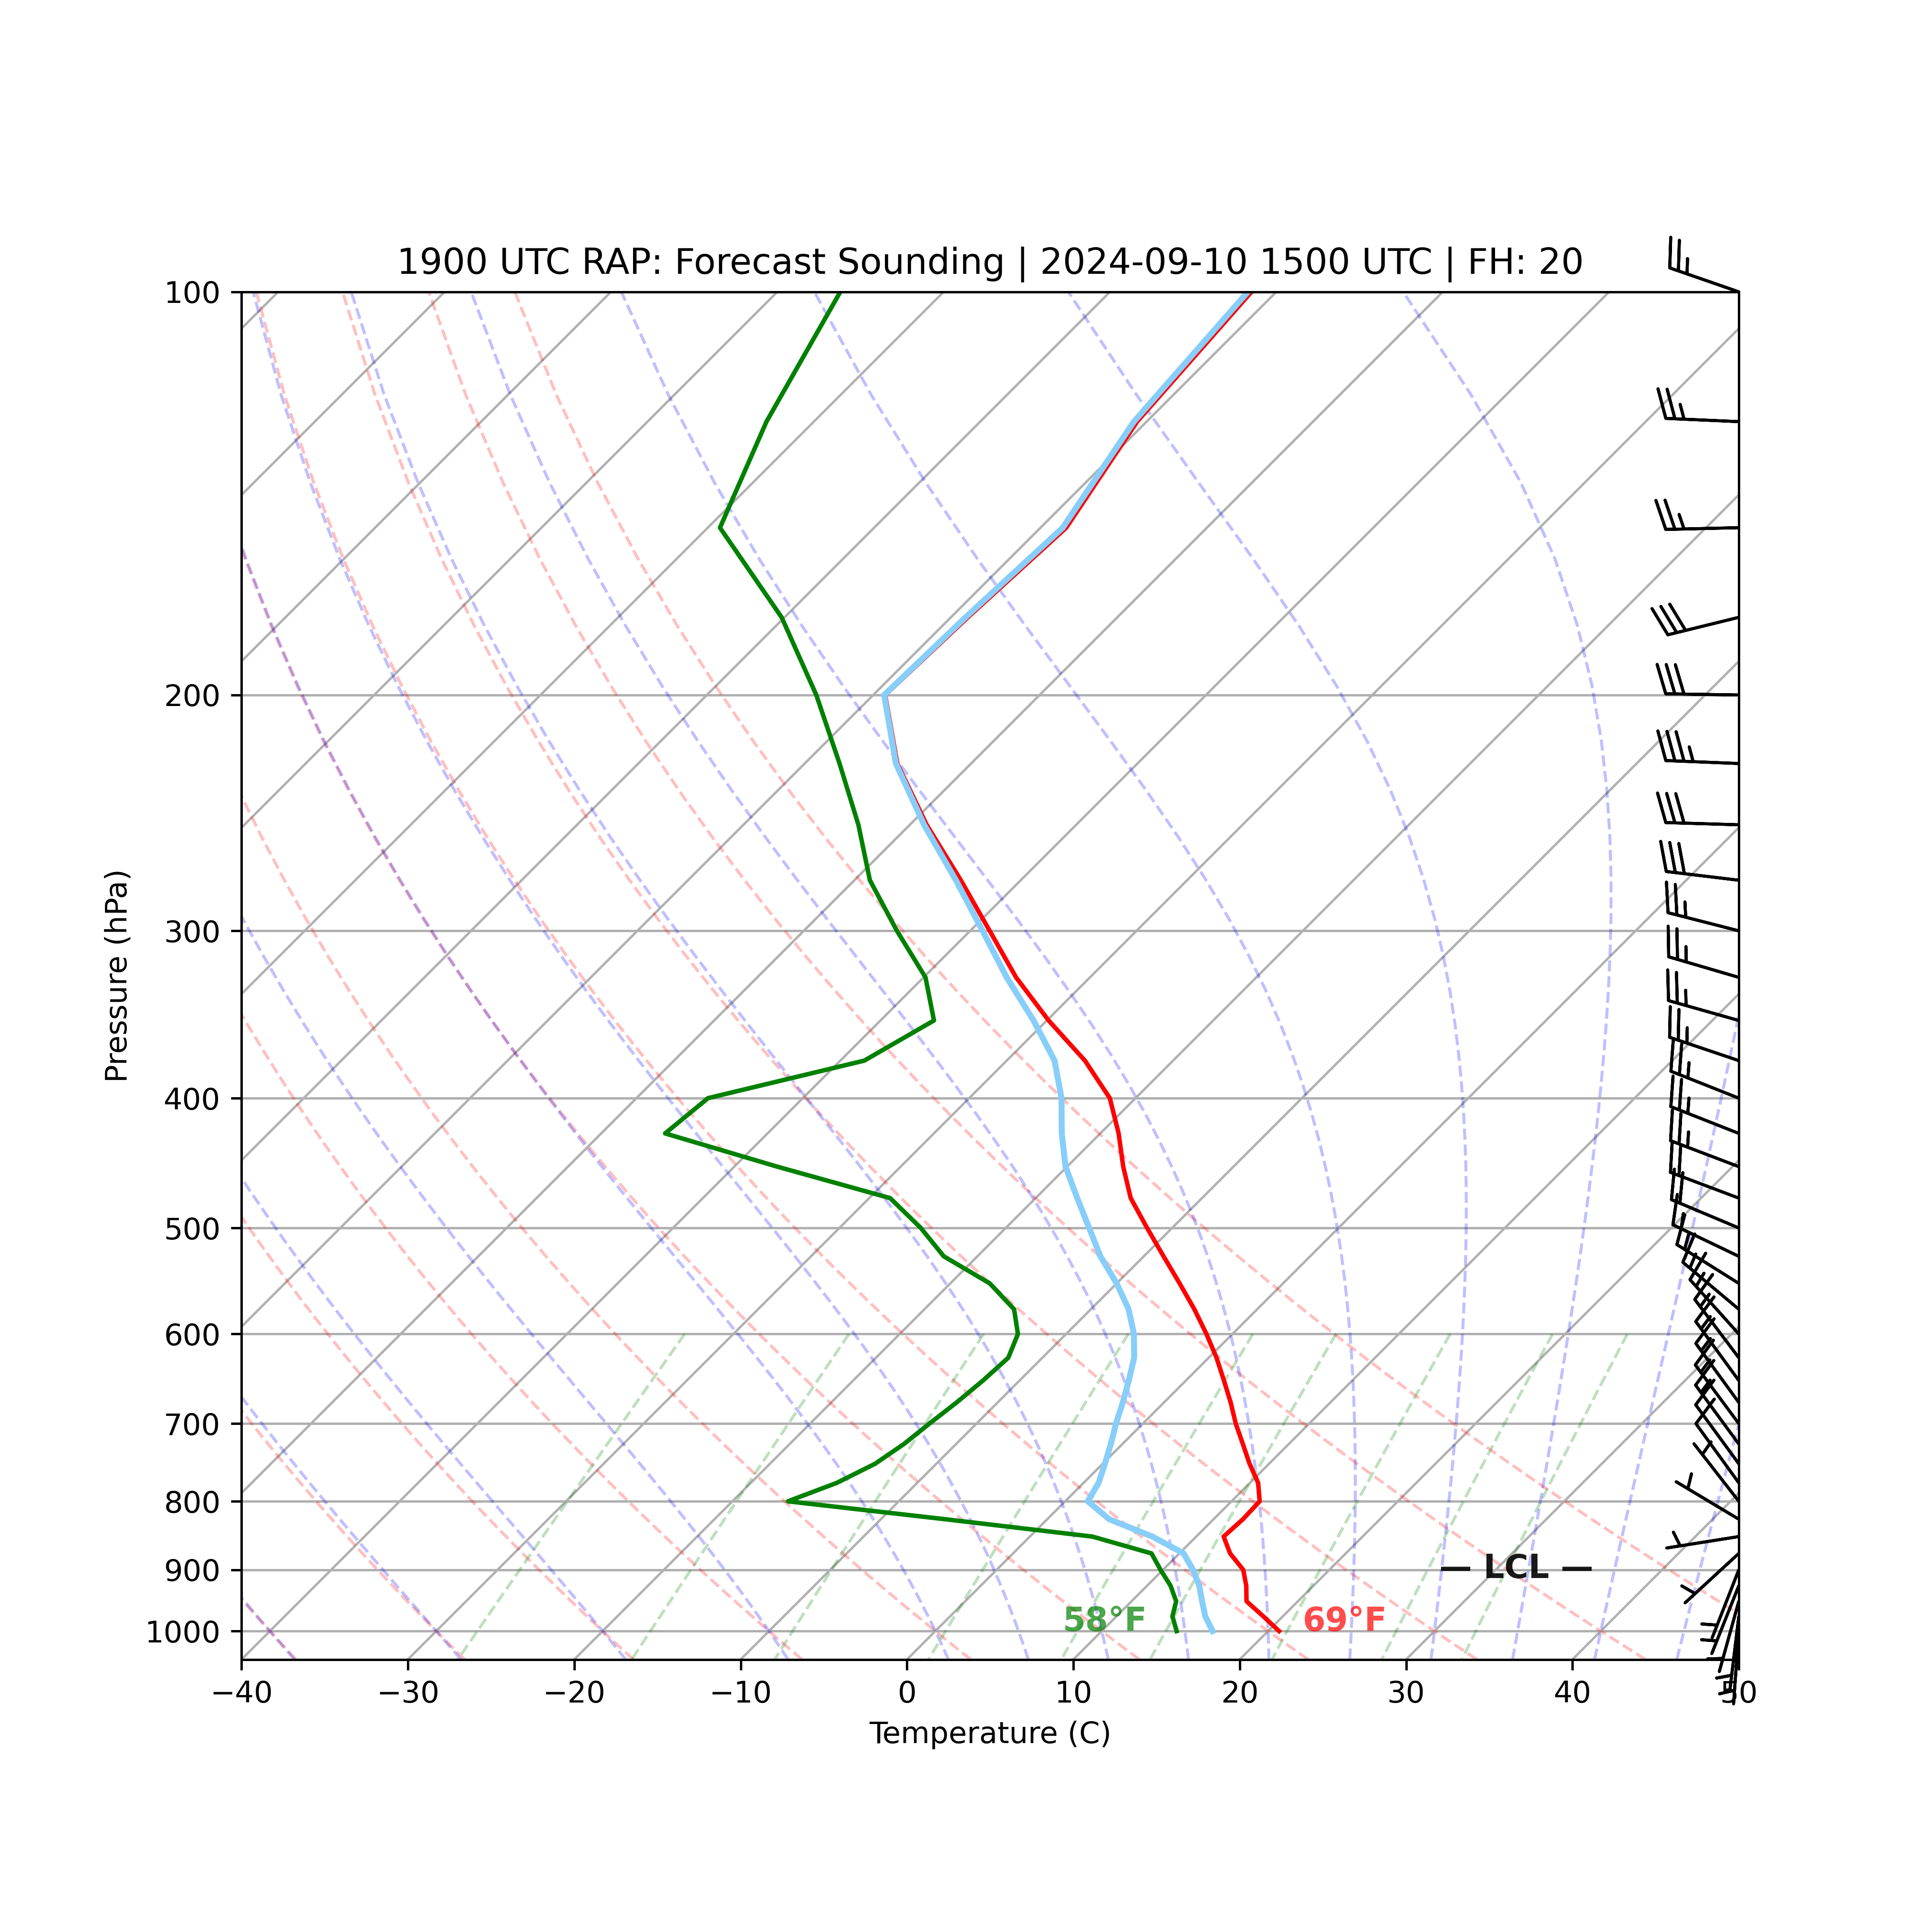 1900 UTC RAP: Forecast Sounding | 2024-09-10 1500 UTC | FH: 20
100
200
300
400
500
600
700
800
900
1000
Pressure (hPa)
— LCL —
58°F
69°F
−40 −30 −20 −10 0 10 20 30 40 50
Temperature (C)